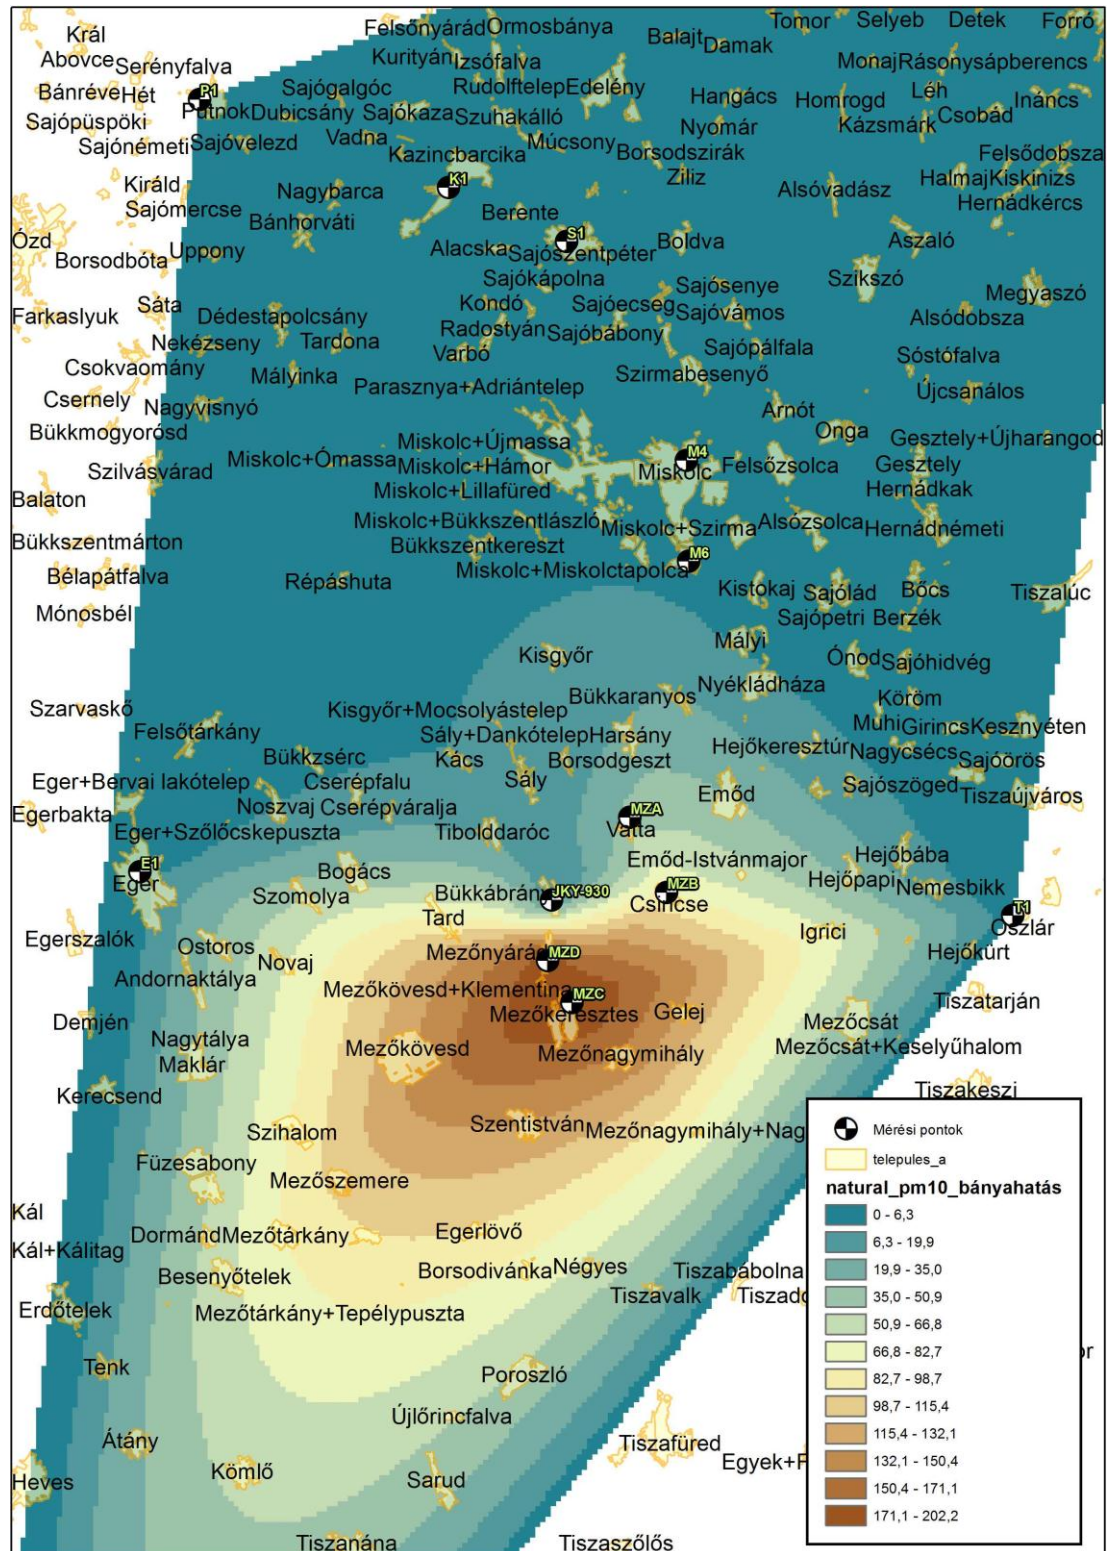 Král
Felsőnyárád
Ormosbánya
Tomor
Selyeb
Detek
Forró
Abovce
Serényfalva
Kurityán
Izsófalva
Balajt
Damak
Monaj
Rásonysápberencs
Bánréve
Hét
P1
Putnok
Dubicsány
Sajógalgóc
Sajókaza
Rudolftelep
Edelény
Szuhakálló
Hangács
Homrogd
Léh
Ináncs
Sajópüspöki
Vadna
Nyomár
Kázsmárk
Csobád
Sajónémeti
Sajóvelezd
Múcsony
Borsodszirák
Felsődobsza
Kazincbarcika
K1
Ziliz
Alsóvadász
Halmaj
Kiskinizs
Királd
Nagybarca
Hernádkércs
Sajómercse
Bánhorváti
Berente
S1
Ózd
Borsodbóta
Uppony
Alacska
Sajószentpéter
Boldva
Aszaló
Sajókápolna
Sajósenye
Szikszó
Megyaszó
Sáta
Dédestapolcsány
Kondó
Sajóecseg
Sajóvámos
Alsódobsza
Farkaslyuk
Nekézseny
Tardona
Radostyán
Sajóbábony
Varbó
Sajópálfala
Sóstófalva
Csokvaomány
Mályinka
Parasznya+Adriántelep
Szirmabesenyő
Újcsanálos
Csernely
Nagyvisnyó
Arnót
Bükkmogyorósd
Miskolc+Újmassa
Onga
Gesztely+Újharangod
Szilvásvárad
Miskolc+Ómassa
Miskolc+Hámor
M4
Miskolc
Felsőzsolca
Gesztely
Balaton
Miskolc+Lillafüred
Hernádkak
Miskolc+Bükkszentlászló
Miskolc+Szirma
Alsózsolca
Hernádnémeti
Bükkszentmárton
Bükkszentkereszt
M6
Bélapátfalva
Répáshuta
Miskolc+Miskolctapolca
Kistokaj
Sajólád
Bőcs
Tiszalúc
Mónosbél
Sajópetri
Berzék
Mályi
Kisgyőr
Ónod
Sajóhidvég
Nyékládháza
Szarvaskő
Kisgyőr+Mocsolyástelep
Bükkaranyos
Köröm
Felsőtárkány
Sály+Dankótelep
Harsány
Muhi
Girincs
Kesznyéten
Bükkzsérc
Kács
Borsodgeszt
Hejőkeresztúr
Nagycsécs
Sajóörös
Eger+Bervai lakótelep
Cserépfalu
Sály
Emőd
Sajószöged
Tiszaújváros
Egerbakta
Noszvaj
Cserépváralja
MZA
Eger+Szőlőcskepuszta
Tibolddaróc
Vatta
E1
Bogács
Emőd-Istvánmajor
Hejőbába
Eger
Szomolya
Bükkábrány
JKY-930
MZB
Hejőpapi
Nemesbikk
Tard
Csincse
T1
Oszlár
Egerszalók
Ostoros
Igrici
Novaj
Mezőnyárád
MZD
Hejőkürt
Andornaktálya
Mezőkövesd+Klementina
MZC
Tiszatarján
Demjén
Mezőkeresztes
Gelej
Mezőcsát
Nagytálya
Mezőkövesd
Mezőnagymihály
Mezőcsát+Keselyűhalom
Maklár
Kerecsend
Tiszakeszi
Szihalom
Szentistván
Mezőnagymihály+Nag
Füzesabony
Mezőszemere
Kál
Dormánd
Mezőtárkány
Egerlövő
Kál+Kálitag
Besenyőtelek
Borsodivánka
Négyes
Tiszabábolna
Erdőtelek
Mezőtárkány+Tepélypuszta
Tiszavalk
Tenk
Poroszló
Újlőrincfalva
Átány
Tiszafüred
Heves
Kömlő
Sarud
Egyek+F
Tiszanána
Tiszaszőlős
Mérési pontok
telepules_a
natural_pm10_bányahatás
0 - 6,3
6,3 - 19,9
19,9 - 35,0
35,0 - 50,9
50,9 - 66,8
66,8 - 82,7
82,7 - 98,7
98,7 - 115,4
115,4 - 132,1
132,1 - 150,4
150,4 - 171,1
171,1 - 202,2